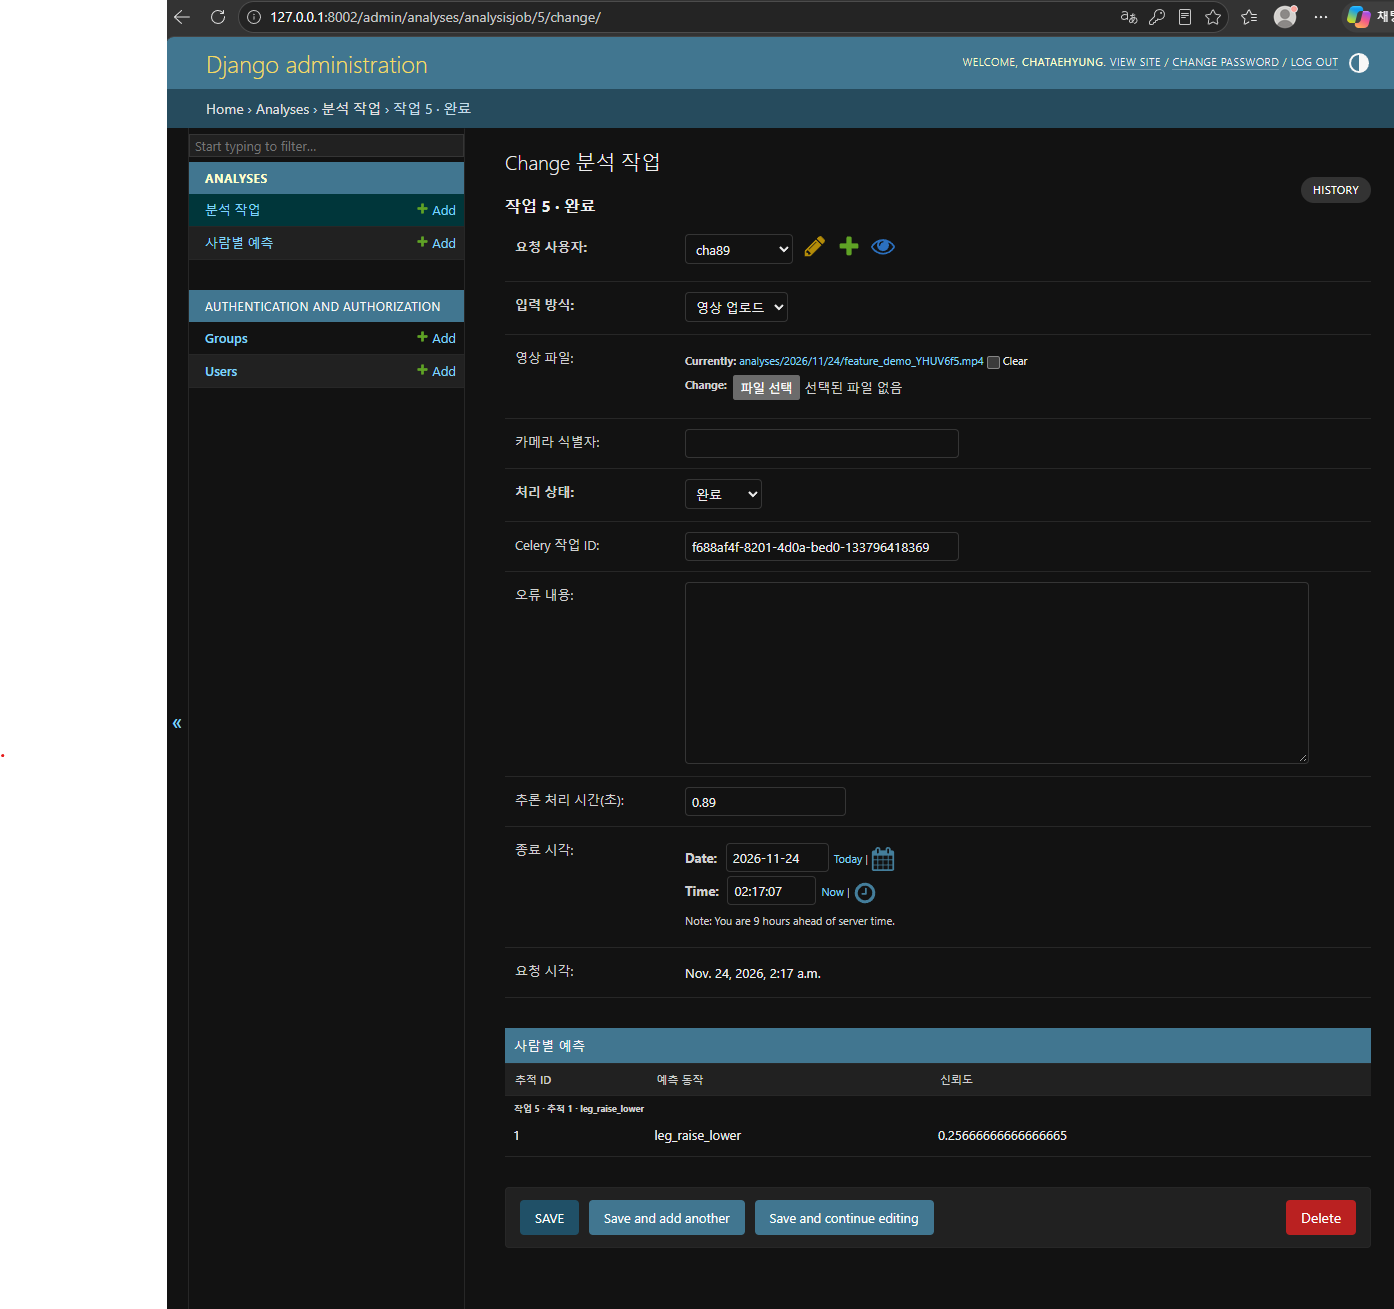 127.0.0.1:8002/admin/analyses/analysisjob/5/change/
Django administration
WELCOME, CHATAEHYUNG. VIEW SITE / CHANGE PASSWORD / LOG OUT
Home › Analyses › 분석 작업 › 작업 5 · 완료
Start typing to filter...
ANALYSES
분석 작업 Add
사람별 예측 Add
AUTHENTICATION AND AUTHORIZATION
Groups Add
Users Add
«
Change 분석 작업
HISTORY
작업 5 · 완료
요청 사용자: cha89
입력 방식: 영상 업로드
영상 파일: Currently: analyses/2026/11/24/feature_demo_YHUV6f5.mp4 Clear
Change: 파일 선택 선택된 파일 없음
카메라 식별자:
처리 상태: 완료
Celery 작업 ID: f688af4f-8201-4d0a-bed0-133796418369
오류 내용:
추론 처리 시간(초): 0.89
종료 시각: Date: 2026-11-24 Today |
Time: 02:17:07 Now |
Note: You are 9 hours ahead of server time.
요청 시각: Nov. 24, 2026, 2:17 a.m.
사람별 예측
추적 ID 예측 동작 신뢰도
작업 5 · 추적 1 · leg_raise_lower
1 leg_raise_lower 0.25666666666666665
SAVE Save and add another Save and continue editing Delete